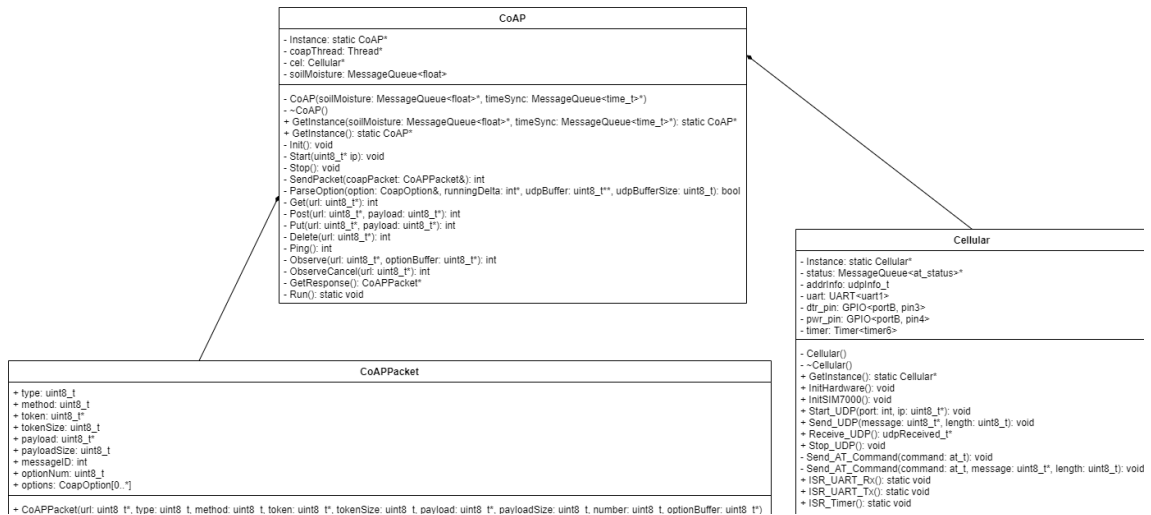 CoAP
- Instance: static CoAP*
- coapThread: Thread*
- cel: Cellular*
- soilMoisture: MessageQueue<float>
- CoAP(soilMoisture: MessageQueue<float>*, timeSync: MessageQueue<time_t>*)
- ~CoAP()
+ GetInstance(soilMoisture: MessageQueue<float>*, timeSync: MessageQueue<time_t>*): static CoAP*
+ GetInstance(): static CoAP*
- Init(): void
- Start(uint8_t* ip): void
- Stop(): void
- SendPacket(coapPacket: CoAPPacket&): int
- ParseOption(option: CoapOption&, runningDelta: int*, udpBuffer: uint8_t**, udpBufferSize: uint8_t): bool
- Get(url: uint8_t*): int
- Post(url: uint8_t*, payload: uint8_t*): int
- Put(url: uint8_t*, payload: uint8_t*): int
- Delete(url: uint8_t*): int
- Ping(): int
- Observe(url: uint8_t*, optionBuffer: uint8_t*): int
- ObserveCancel(url: uint8_t*): int
- GetResponse(): CoAPPacket*
- Run(): static void
Cellular
- Instance: static Cellular*
- status: MessageQueue<at_status>*
- addrInfo: udpInfo_t
- uart: UART<uart1>
- dtr_pin: GPIO<portB, pin3>
- pwr_pin: GPIO<portB, pin4>
- timer: Timer<timer6>
- Cellular()
- ~Cellular()
+ GetInstance(): static Cellular*
+ InitHardware(): void
+ InitSIM7000(): void
+ Start_UDP(port: int, ip: uint8_t*): void
+ Send_UDP(message: uint8_t*, length: uint8_t): void
+ Receive_UDP(): udpReceived_t*
+ Stop_UDP(): void
- Send_AT_Command(command: at_t): void
- Send_AT_Command(command: at_t, message: uint8_t*, length: uint8_t): void
+ ISR_UART_Rx(): static void
+ ISR_UART_Tx(): static void
+ ISR_Timer(): static void
CoAPPacket
+ type: uint8_t
+ method: uint8_t
+ token: uint8_t*
+ tokenSize: uint8_t
+ payload: uint8_t*
+ payloadSize: uint8_t
+ messageID: int
+ optionNum: uint8_t
+ options: CoapOption[0..*]
+ CoAPPacket(url: uint8_t*, type: uint8_t, method: uint8_t, token: uint8_t*, tokenSize: uint8_t, payload: uint8_t*, payloadSize: uint8_t, number: uint8_t, optionBuffer: uint8_t*)